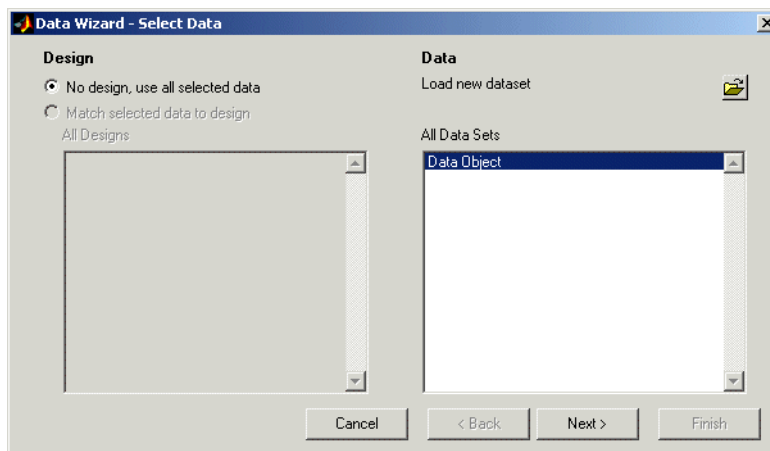 Data Wizard - Select Data
Design
No design, use all selected data
Match selected data to design
All Designs
Data
Load new dataset
All Data Sets
Data Object
Cancel
< Back
Next >
Finish